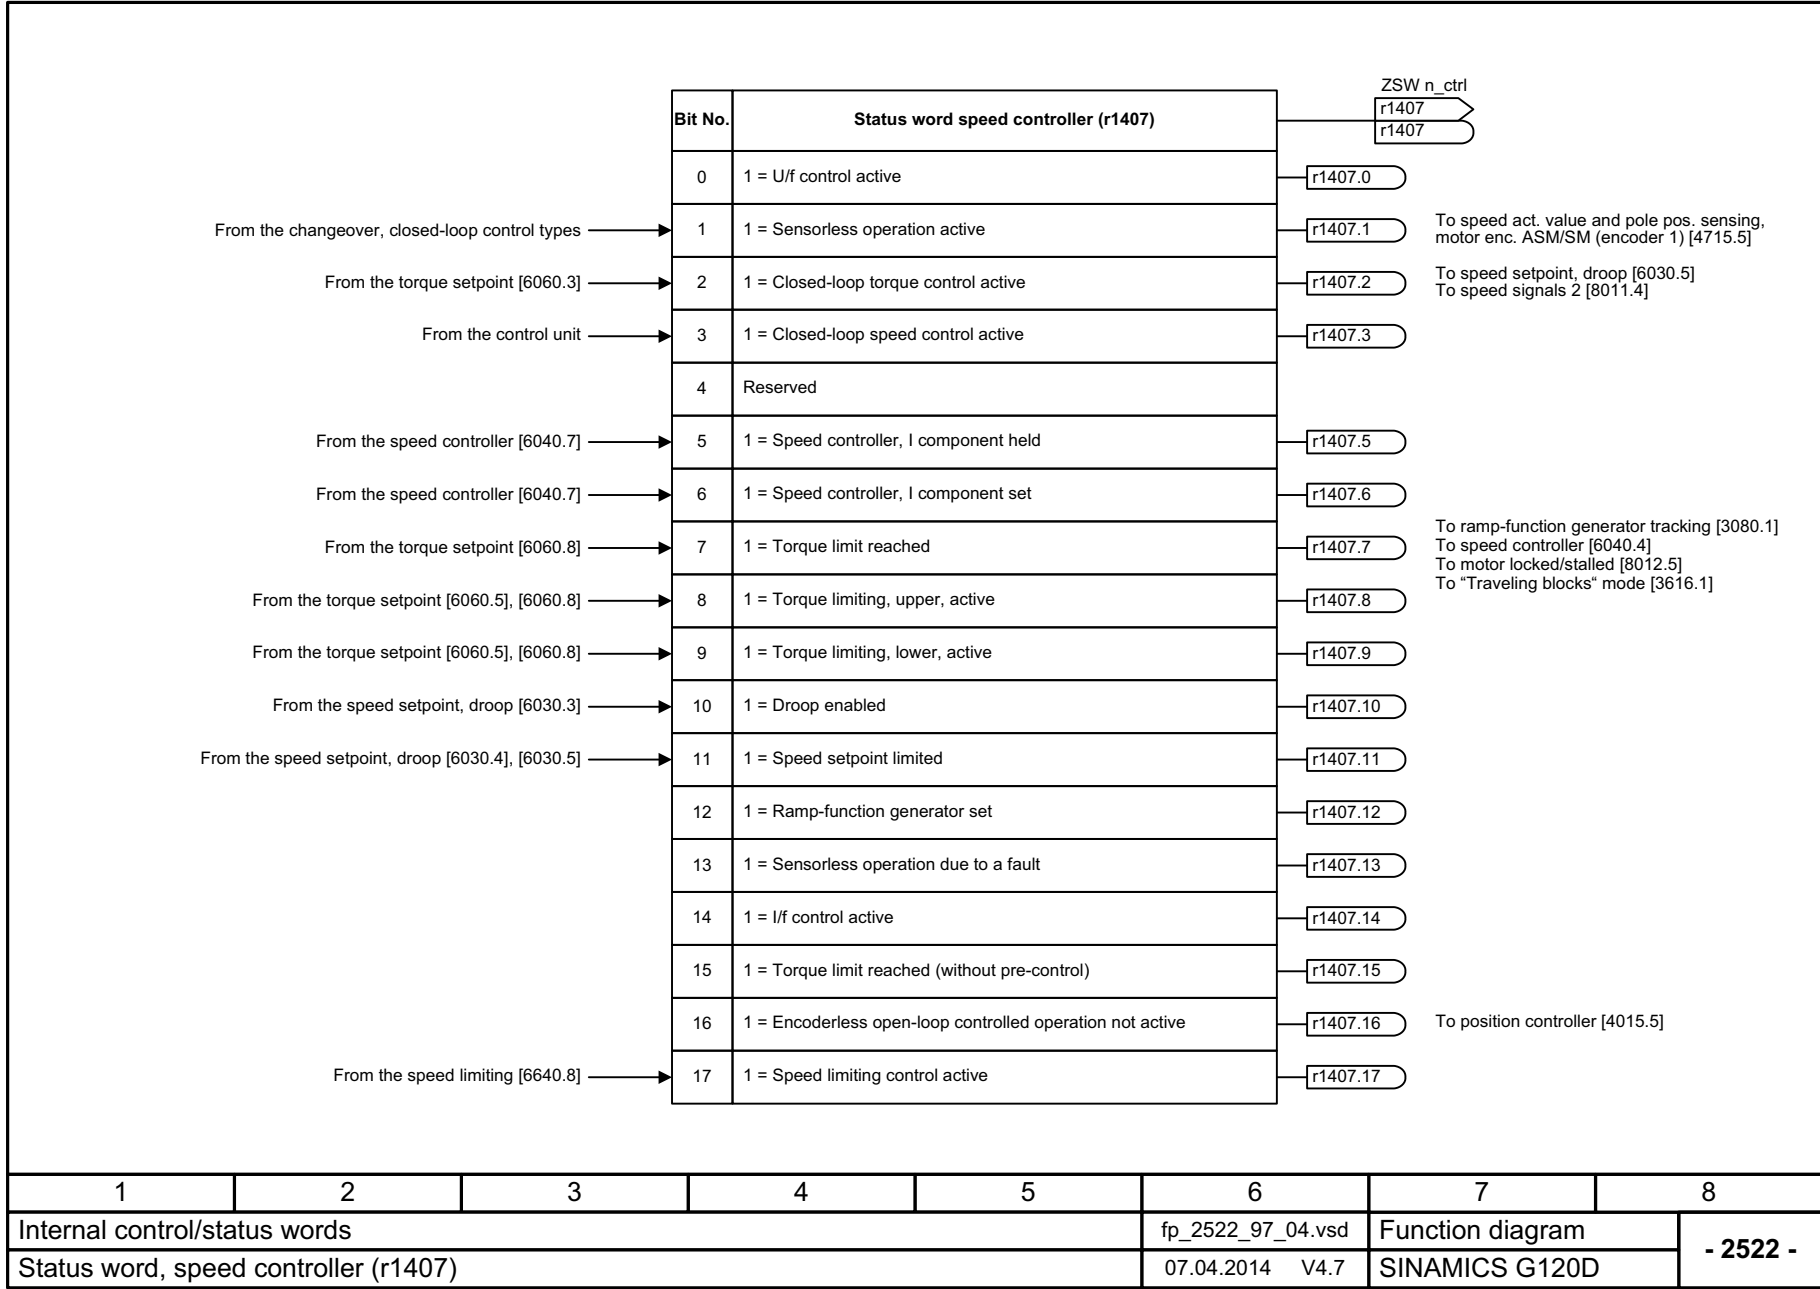 ZSW n_ctrl
Bit No. Status word speed controller (r1407) r1407
r1407
0 1 = U/f control active r1407.0
From the changeover, closed-loop control types 1 1 = Sensorless operation active r1407.1 To speed act. value and pole pos. sensing,
motor enc. ASM/SM (encoder 1) [4715.5]
From the torque setpoint [6060.3] 2 1 = Closed-loop torque control active r1407.2 To speed setpoint, droop [6030.5]
To speed signals 2 [8011.4]
From the control unit 3 1 = Closed-loop speed control active r1407.3
4 Reserved
From the speed controller [6040.7] 5 1 = Speed controller, I component held r1407.5
From the speed controller [6040.7] 6 1 = Speed controller, I component set r1407.6
From the torque setpoint [6060.8] 7 1 = Torque limit reached r1407.7 To ramp-function generator tracking [3080.1]
To speed controller [6040.4]
To motor locked/stalled [8012.5]
To “Traveling blocks“ mode [3616.1]
From the torque setpoint [6060.5], [6060.8] 8 1 = Torque limiting, upper, active r1407.8
From the torque setpoint [6060.5], [6060.8] 9 1 = Torque limiting, lower, active r1407.9
From the speed setpoint, droop [6030.3] 10 1 = Droop enabled r1407.10
From the speed setpoint, droop [6030.4], [6030.5] 11 1 = Speed setpoint limited r1407.11
12 1 = Ramp-function generator set r1407.12
13 1 = Sensorless operation due to a fault r1407.13
14 1 = I/f control active r1407.14
15 1 = Torque limit reached (without pre-control) r1407.15
16 1 = Encoderless open-loop controlled operation not active r1407.16 To position controller [4015.5]
From the speed limiting [6640.8] 17 1 = Speed limiting control active r1407.17
1 2 3 4 5 6 7 8
Internal control/status words fp_2522_97_04.vsd Function diagram - 2522 -
Status word, speed controller (r1407) 07.04.2014 V4.7 SINAMICS G120D